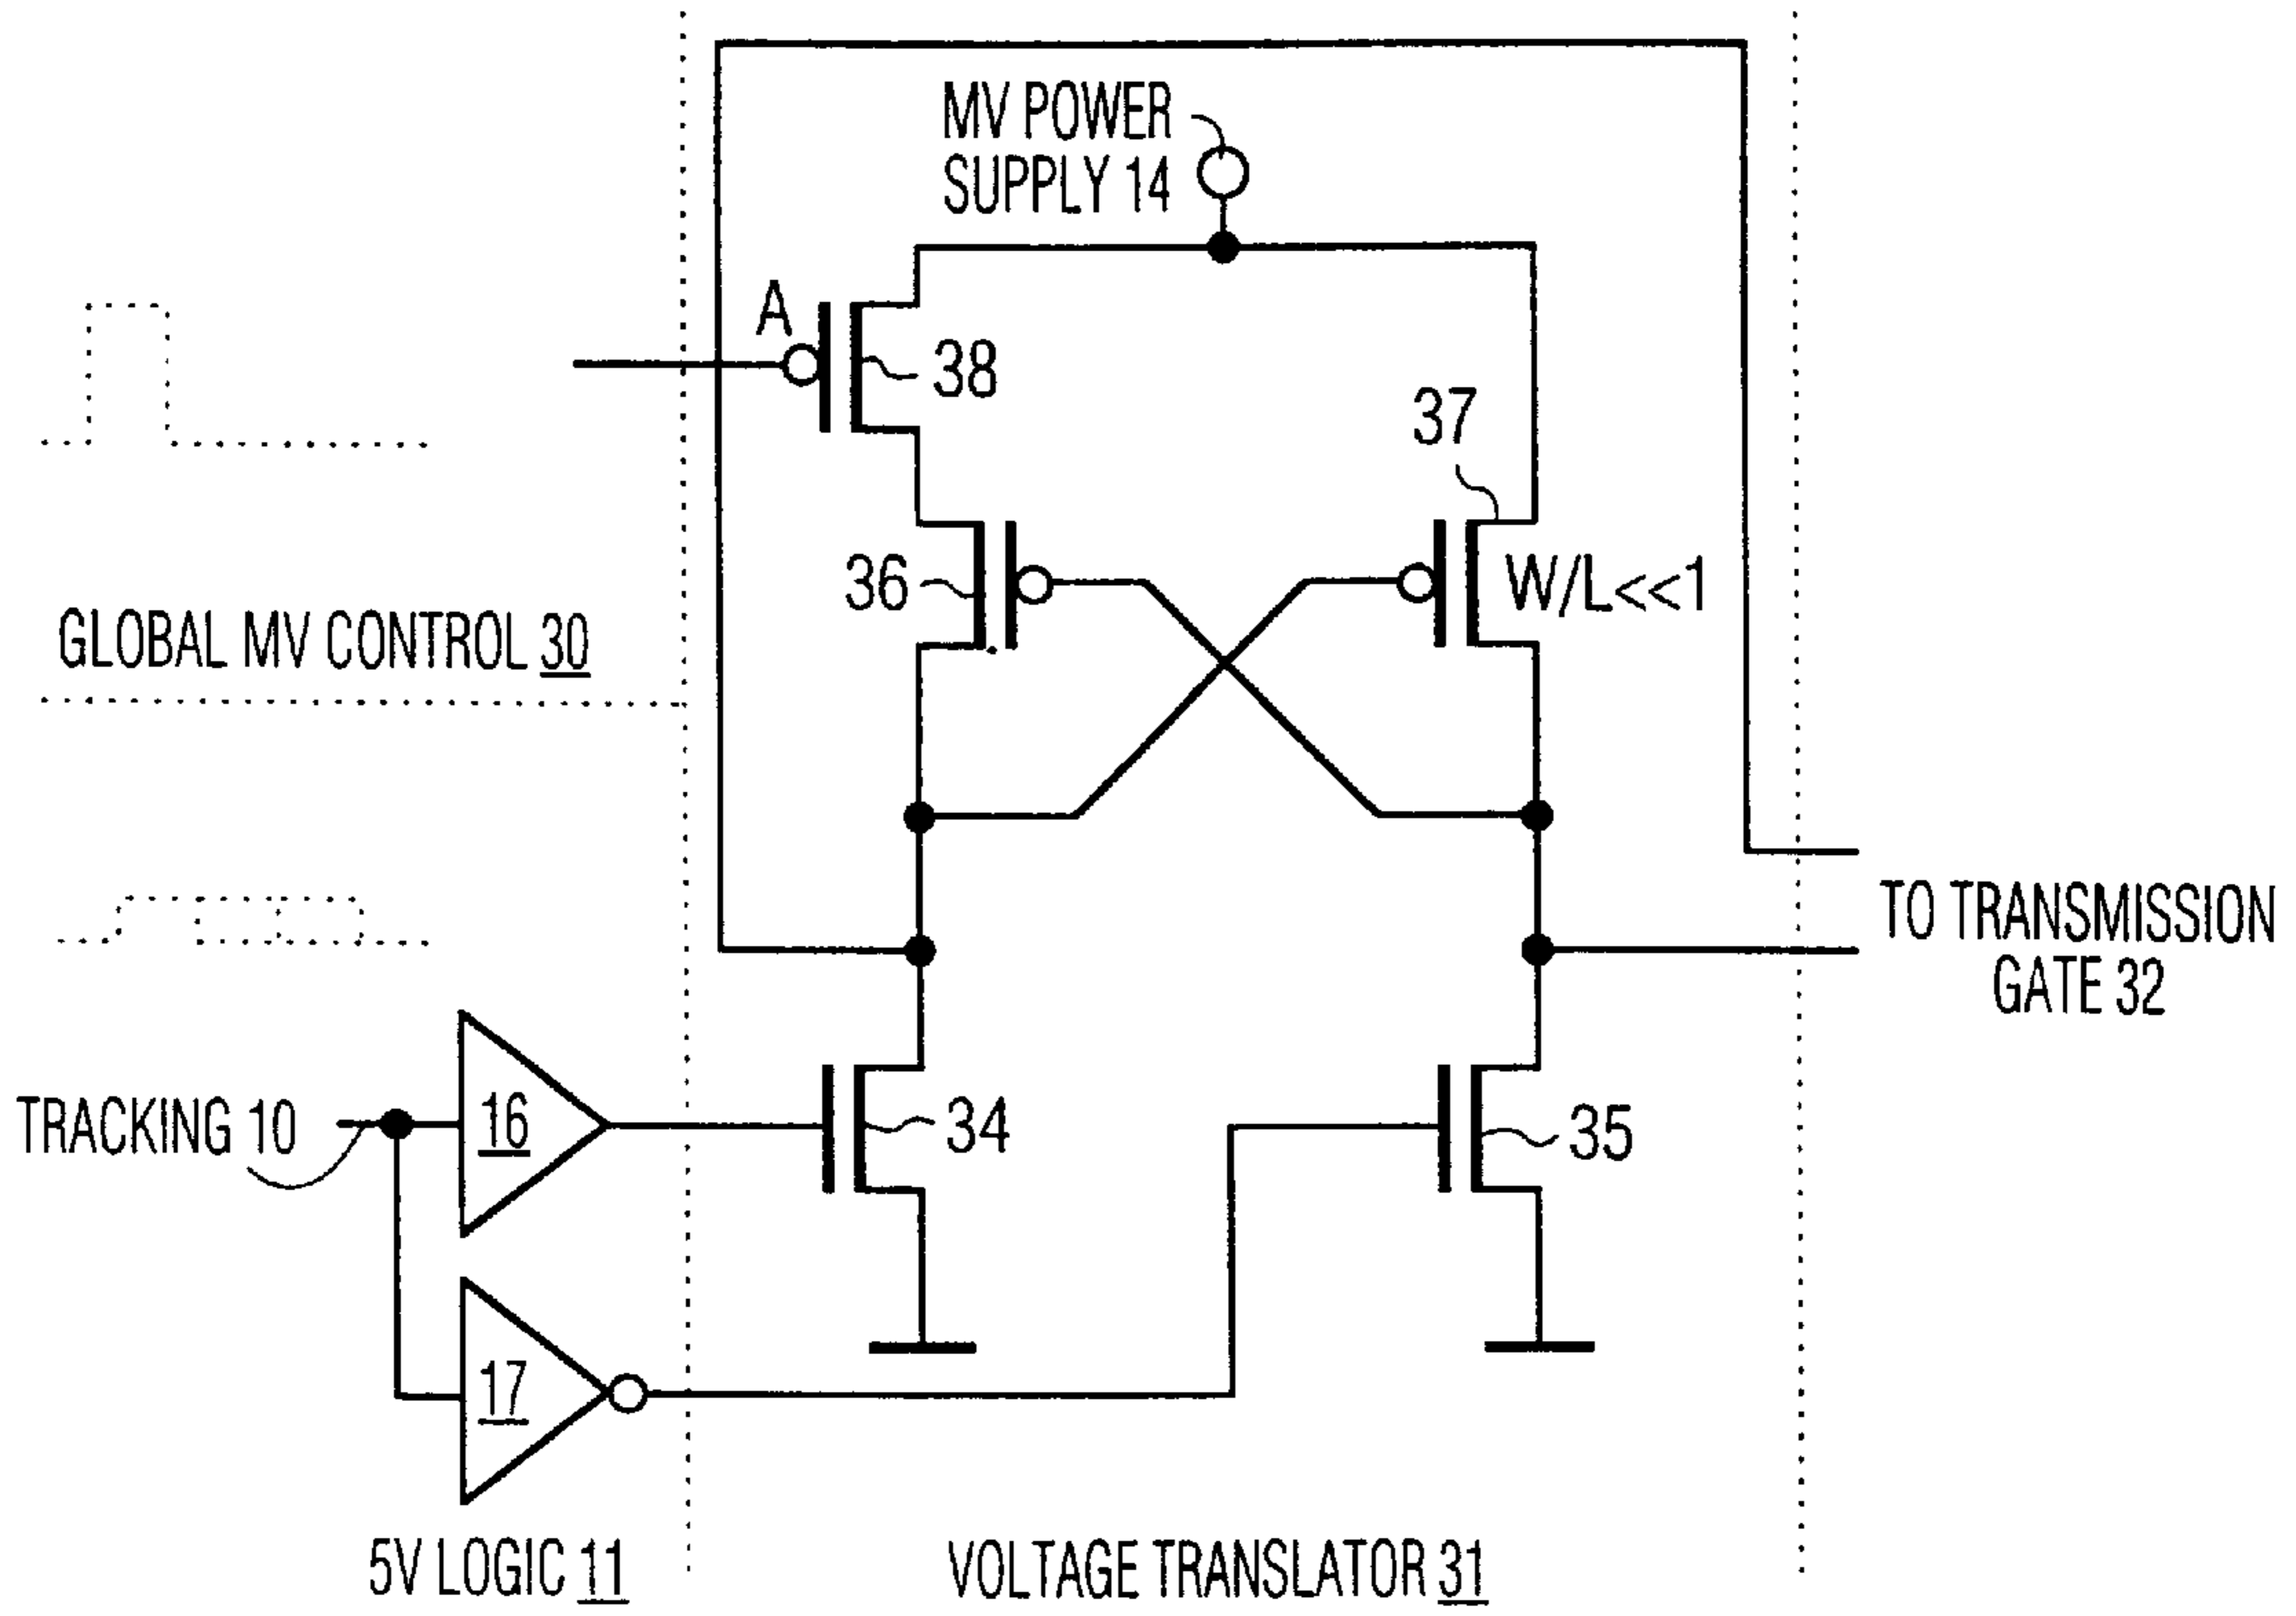 MV POWER
SUPPLY 14
A
38
37
36
W/L<<1
GLOBAL MV CONTROL 30
TO TRANSMISSION
GATE 32
TRACKING 10
16
34
35
17
5V LOGIC 11
VOLTAGE TRANSLATOR 31